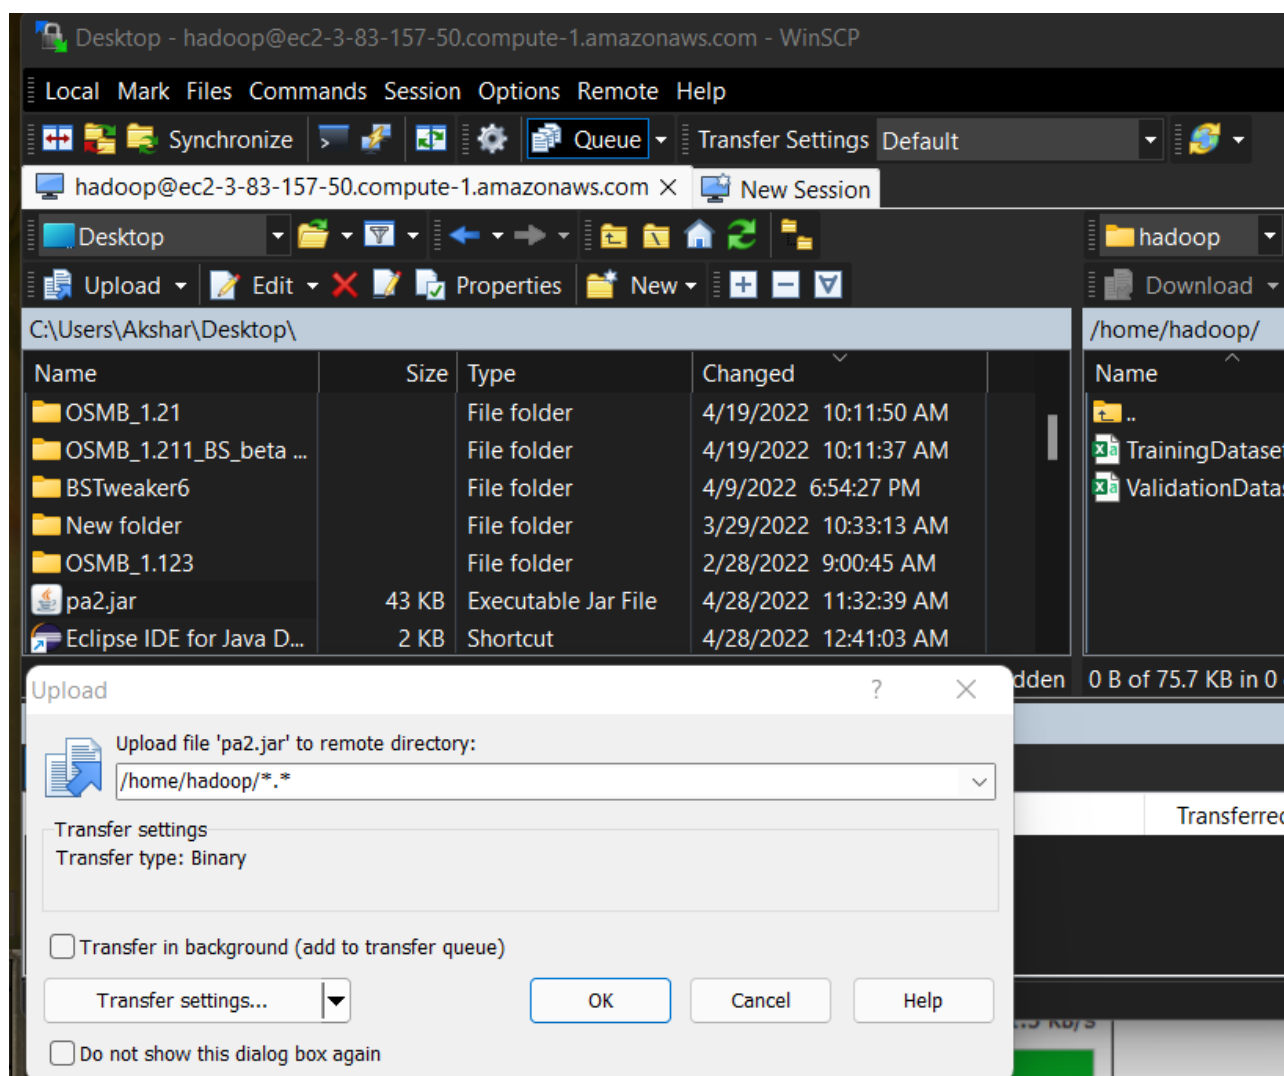 Desktop - hadoop@ec2-3-83-157-50.compute-1.amazonaws.com - WinSCP
Local Mark Files Commands Session Options Remote Help
Synchronize Queue Transfer Settings Default
hadoop@ec2-3-83-157-50.compute-1.amazonaws.com × New Session
Desktop hadoop
Upload Edit Properties New Download
C:\Users\Akshar\Desktop\ /home/hadoop/
Name Size Type Changed Name
OSMB_1.21 File folder 4/19/2022 10:11:50 AM ..
OSMB_1.211_BS_beta ... File folder 4/19/2022 10:11:37 AM TrainingDataset
BSTweaker6 File folder 4/9/2022 6:54:27 PM ValidationDatas
New folder File folder 3/29/2022 10:33:13 AM
OSMB_1.123 File folder 2/28/2022 9:00:45 AM
pa2.jar 43 KB Executable Jar File 4/28/2022 11:32:39 AM
Eclipse IDE for Java D... 2 KB Shortcut 4/28/2022 12:41:03 AM
dden 0 B of 75.7 KB in 0
Upload ?
Upload file 'pa2.jar' to remote directory:
/home/hadoop/*.*
Transferred
Transfer settings
Transfer type: Binary
Transfer in background (add to transfer queue)
Transfer settings... OK Cancel Help
Do not show this dialog box again